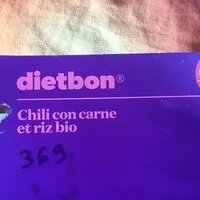 dietbon®
Chili con carne
et riz bio
369